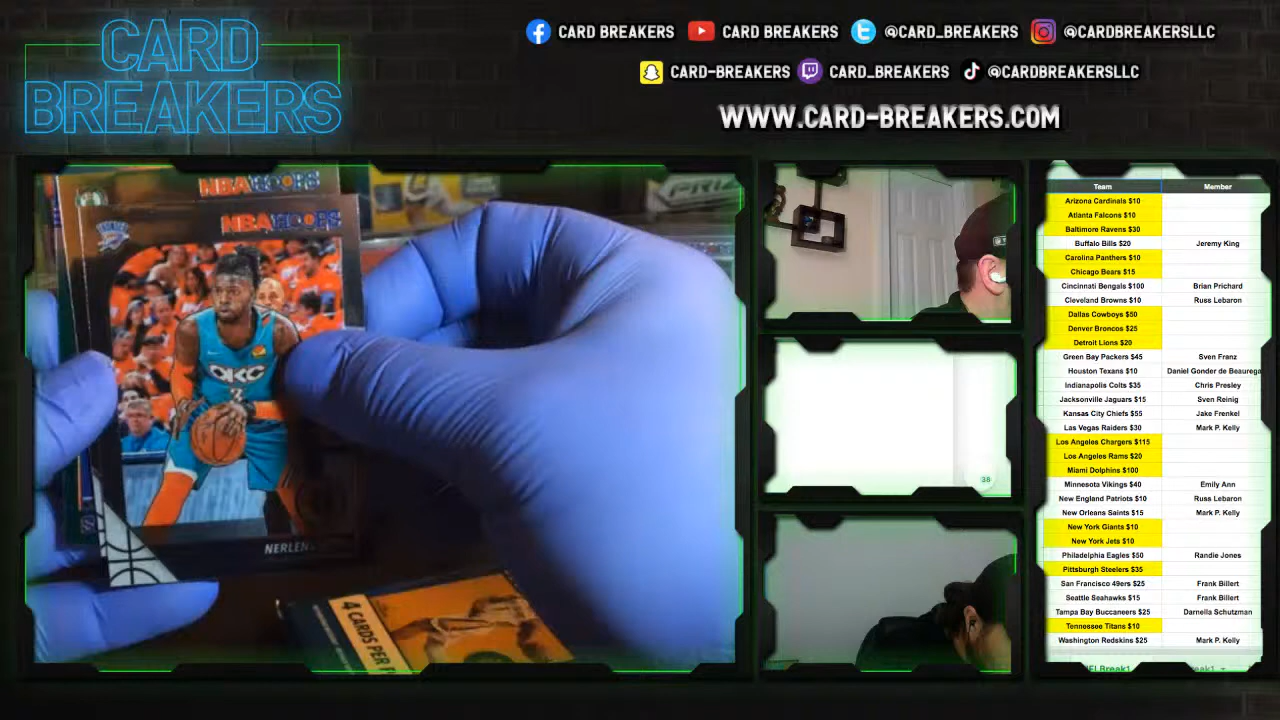 CARD
BREAKERS
CARD BREAKERS CARD BREAKERS @CARD_BREAKERS @CARDBREAKERSLLC
CARD-BREAKERS CARD_BREAKERS @CARDBREAKERSLLC
WWW.CARD-BREAKERS.COM
NBA HOOPS
NBA HOOPS
THUNDER
OKC
3
NERLENS
4 CARDS PER
PRIZ
38
Team Member
Arizona Cardinals $10
Atlanta Falcons $10
Baltimore Ravens $30
Buffalo Bills $20 Jeremy King
Carolina Panthers $10
Chicago Bears $15
Cincinnati Bengals $100 Brian Prichard
Cleveland Browns $10 Russ Lebaron
Dallas Cowboys $50
Denver Broncos $25
Detroit Lions $20
Green Bay Packers $45 Sven Franz
Houston Texans $10 Daniel Gonder de Beaurega
Indianapolis Colts $35 Chris Presley
Jacksonville Jaguars $15 Sven Reinig
Kansas City Chiefs $55 Jake Frenkel
Las Vegas Raiders $30 Mark P. Kelly
Los Angeles Chargers $115
Los Angeles Rams $20
Miami Dolphins $100
Minnesota Vikings $40 Emily Ann
New England Patriots $10 Russ Lebaron
New Orleans Saints $15 Mark P. Kelly
New York Giants $10
New York Jets $10
Philadelphia Eagles $50 Randie Jones
Pittsburgh Steelers $35
San Francisco 49ers $25 Frank Billert
Seattle Seahawks $15 Frank Billert
Tampa Bay Buccaneers $25 Darnella Schutzman
Tennessee Titans $10
Washington Redskins $25 Mark P. Kelly